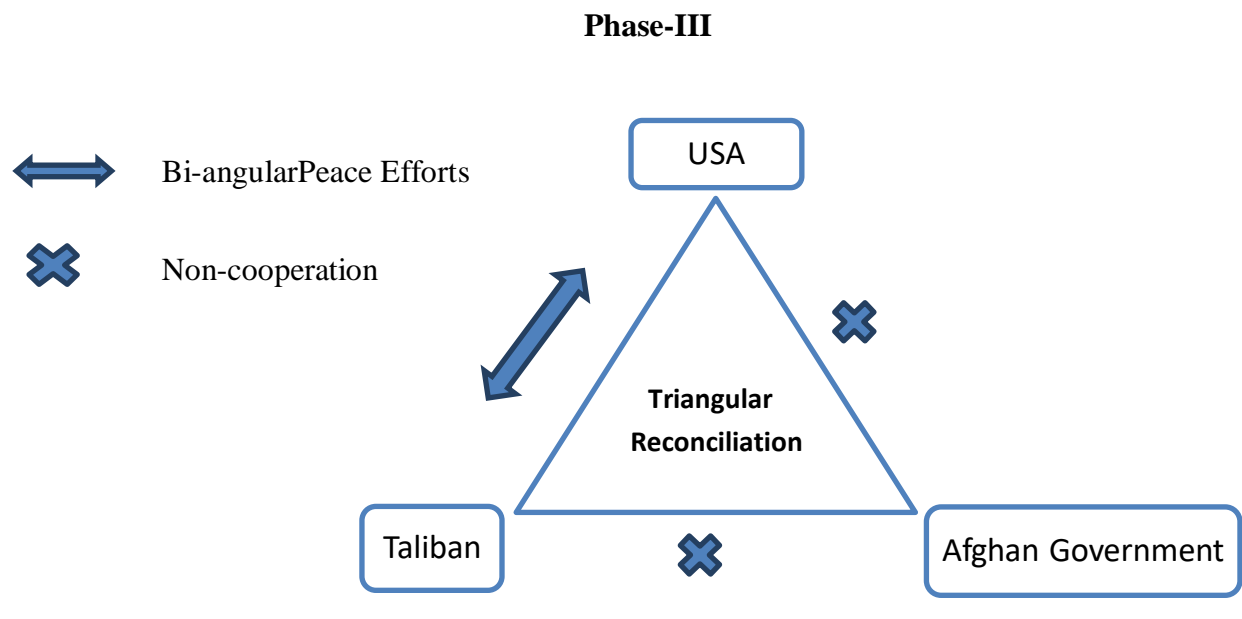 Phase-III
USA
Bi-angularPeace Efforts
Non-cooperation
Triangular
Reconciliation
Taliban
Afghan Government